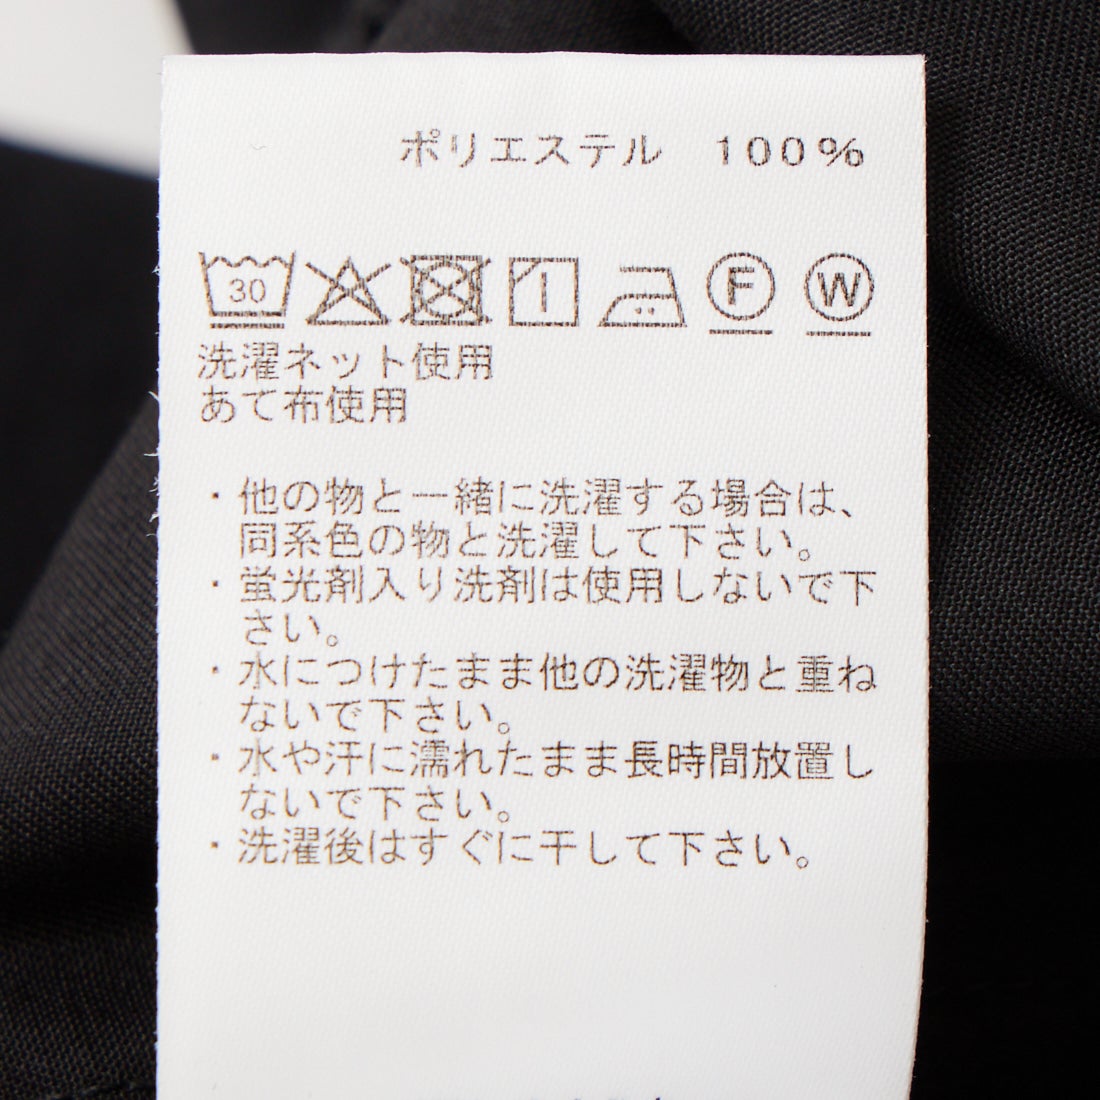 ポリエステル 100%
30 F W
洗濯ネット使用
あて布使用
・他の物と一緒に洗濯する場合は、
同系色の物と洗濯して下さい。
・蛍光剤入り洗剤は使用しないで下
さい。
・水につけたまま他の洗濯物と重ね
ないで下さい。
・水や汗に濡れたまま長時間放置し
ないで下さい。
・洗濯後はすぐに干して下さい。